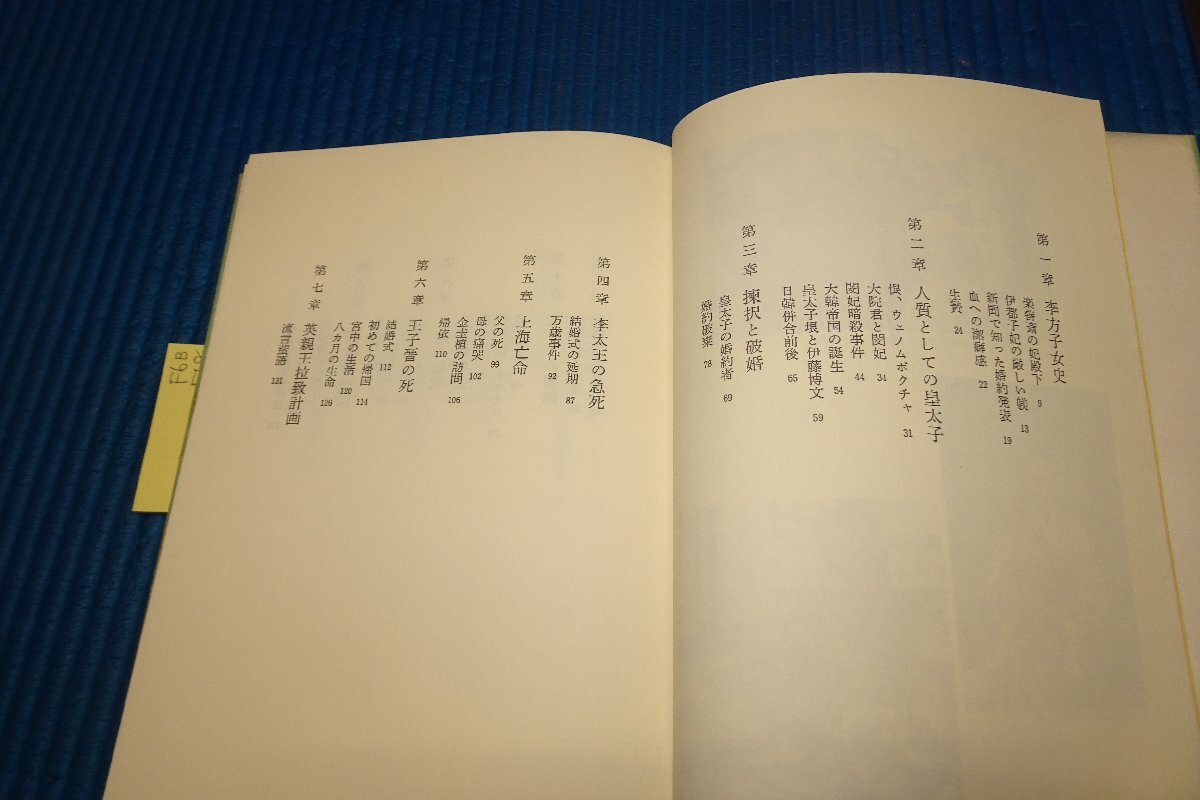 第一章 李方子女史
楽善斎の妃殿下 9
伊都子妃の厳しい躾 13
新聞で知った婚約発表 19
血への潔癖感 22
生贄 24
第二章 人質としての皇太子
俔、ウェノムポクチャ 31
大院君と閔妃 34
閔妃暗殺事件 44
大韓帝国の誕生 54
皇太子垠と伊藤博文 59
日韓併合前後 65
第三章 揀択と破婚
皇太子の婚約者 69
婚約破棄 78
第四章 李太王の急死
結婚式の延期 87
万歳事件 92
第五章 上海亡命
父の死 99
母の痛哭 102
金圭植の訪問 106
帰依 110
第六章 王子晋の死
結婚式 112
初めての帰国 114
宮中の生活 120
八カ月の生命 126
第七章 英親王拉致計画
流言蜚語 131
F6B